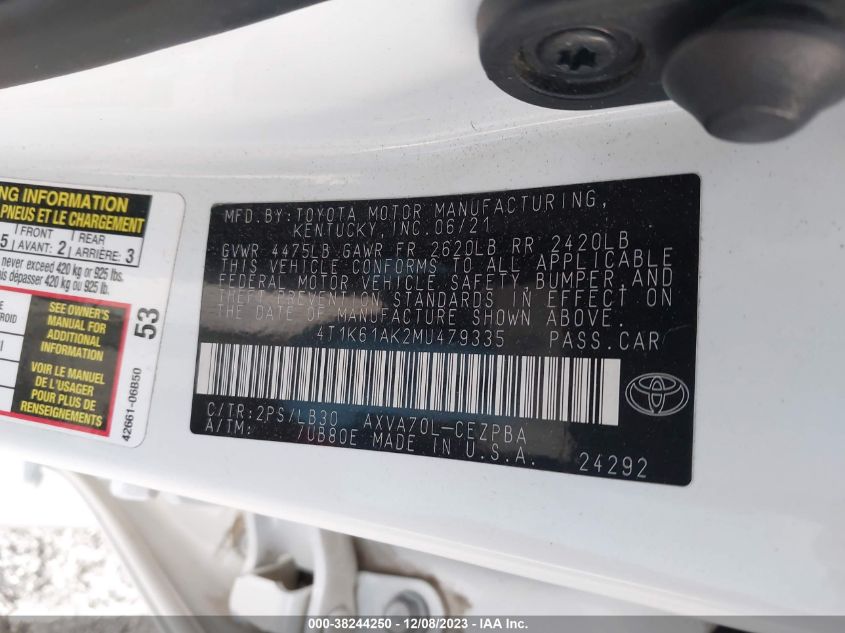 MFD.BY:TOYOTA MOTOR MANUFACTURING,
KENTUCKY,INC.06/21
GVWR 4475LB GAWR FR 2620LB RR 2420LB
THIS VEHICLE CONFORMS TO ALL APPLICABLE
FEDERAL MOTOR VEHICLE SAFETY, BUMPER,AND
THEFT PREVENTION STANDARDS IN EFFECT ON
THE DATE OF MANUFACTURE SHOWN ABOVE.
4T1K61AK2MU479335 PASS.CAR
C/TR:2PS/LB30 AXVA70L-CEZPBA
A/TM: /UB80E MADE IN U.S.A.
24292
NG INFORMATION
PNEUS ET LE CHARGEMENT
5 FRONT REAR
AVANT: 2 ARRIÈRE: 3
never exceed 420 kg or 925 lbs.
dépasser 420 kg ou 925 lb.
SEE OWNER'S
MANUAL FOR
ADDITIONAL
INFORMATION
VOIR LE MANUEL
DE L'USAGER
POUR PLUS DE
RENSEIGNEMENTS
53
42661-06B50
000-38244250 - 12/08/2023 - IAA Inc.